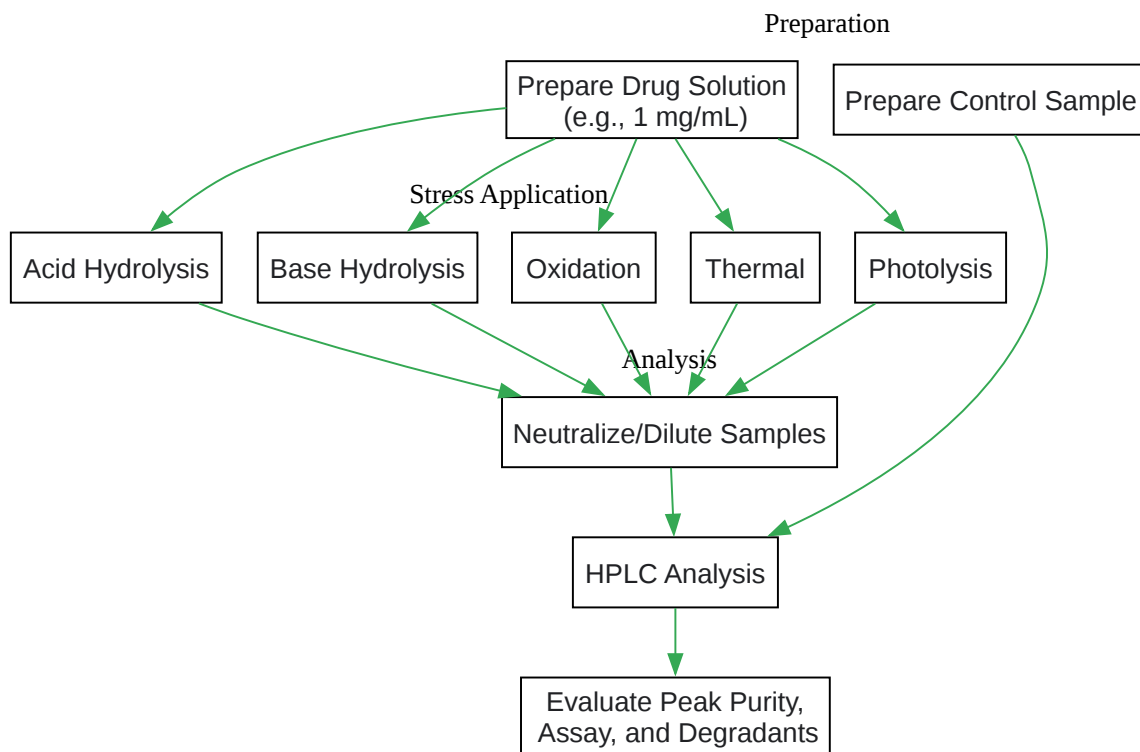 Preparation
Prepare Drug Solution
(e.g., 1 mg/mL)
Prepare Control Sample
Stress Application
Acid Hydrolysis
Base Hydrolysis
Oxidation
Thermal
Photolysis
Analysis
Neutralize/Dilute Samples
HPLC Analysis
Evaluate Peak Purity,
Assay, and Degradants